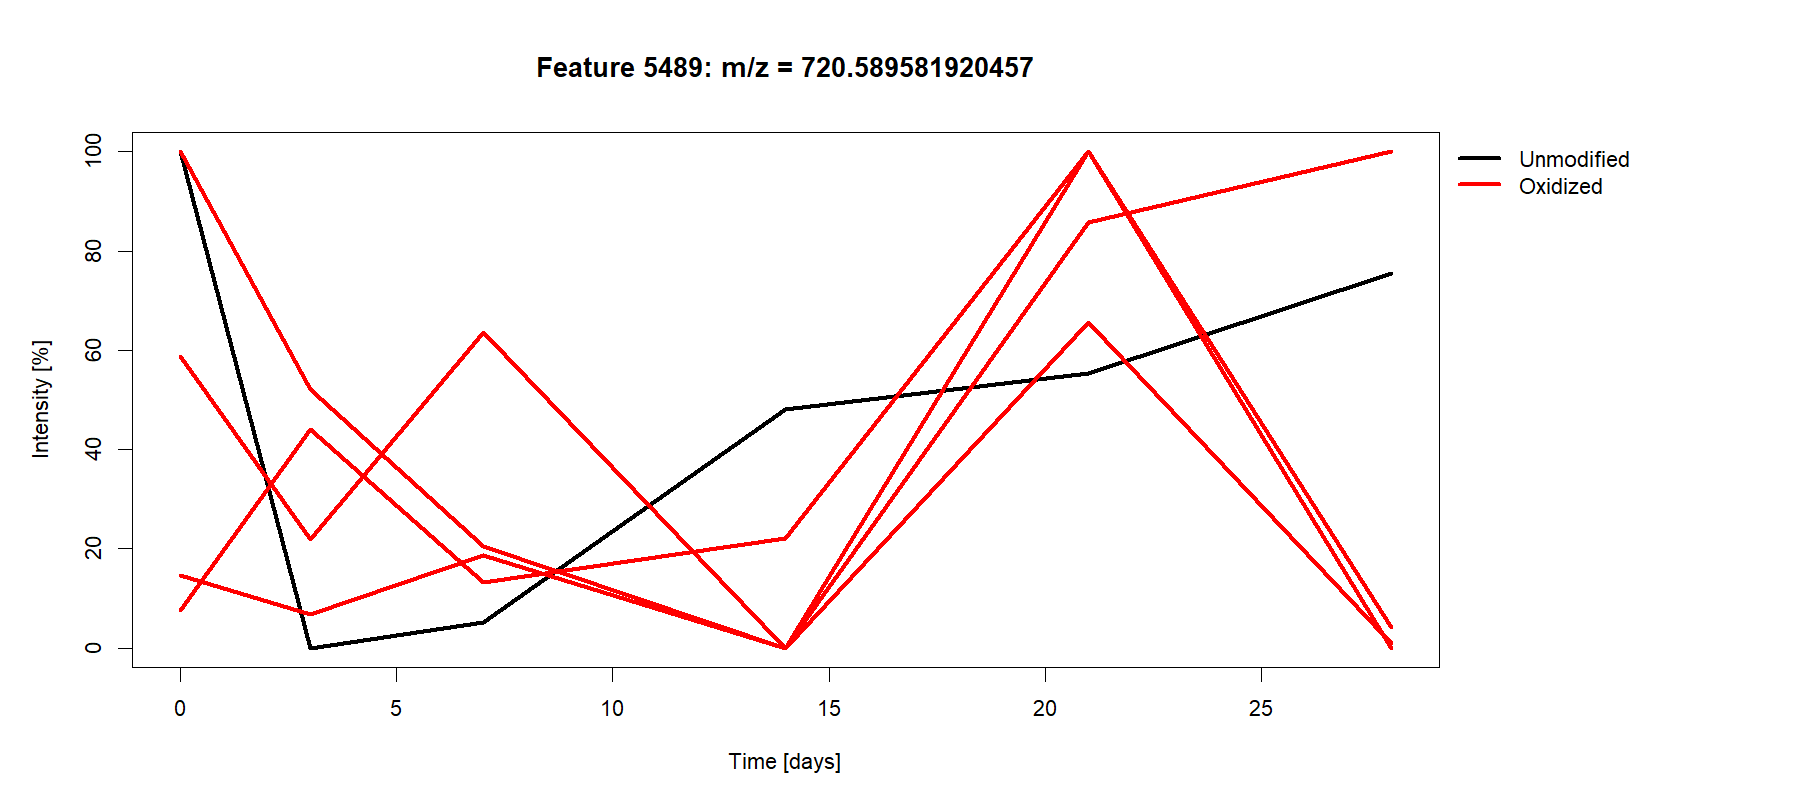 Feature 5489: m/z = 720.589581920457
Unmodified
Oxidized
Intensity [%]
100
80
60
40
20
0
0 5 10 15 20 25
Time [days]